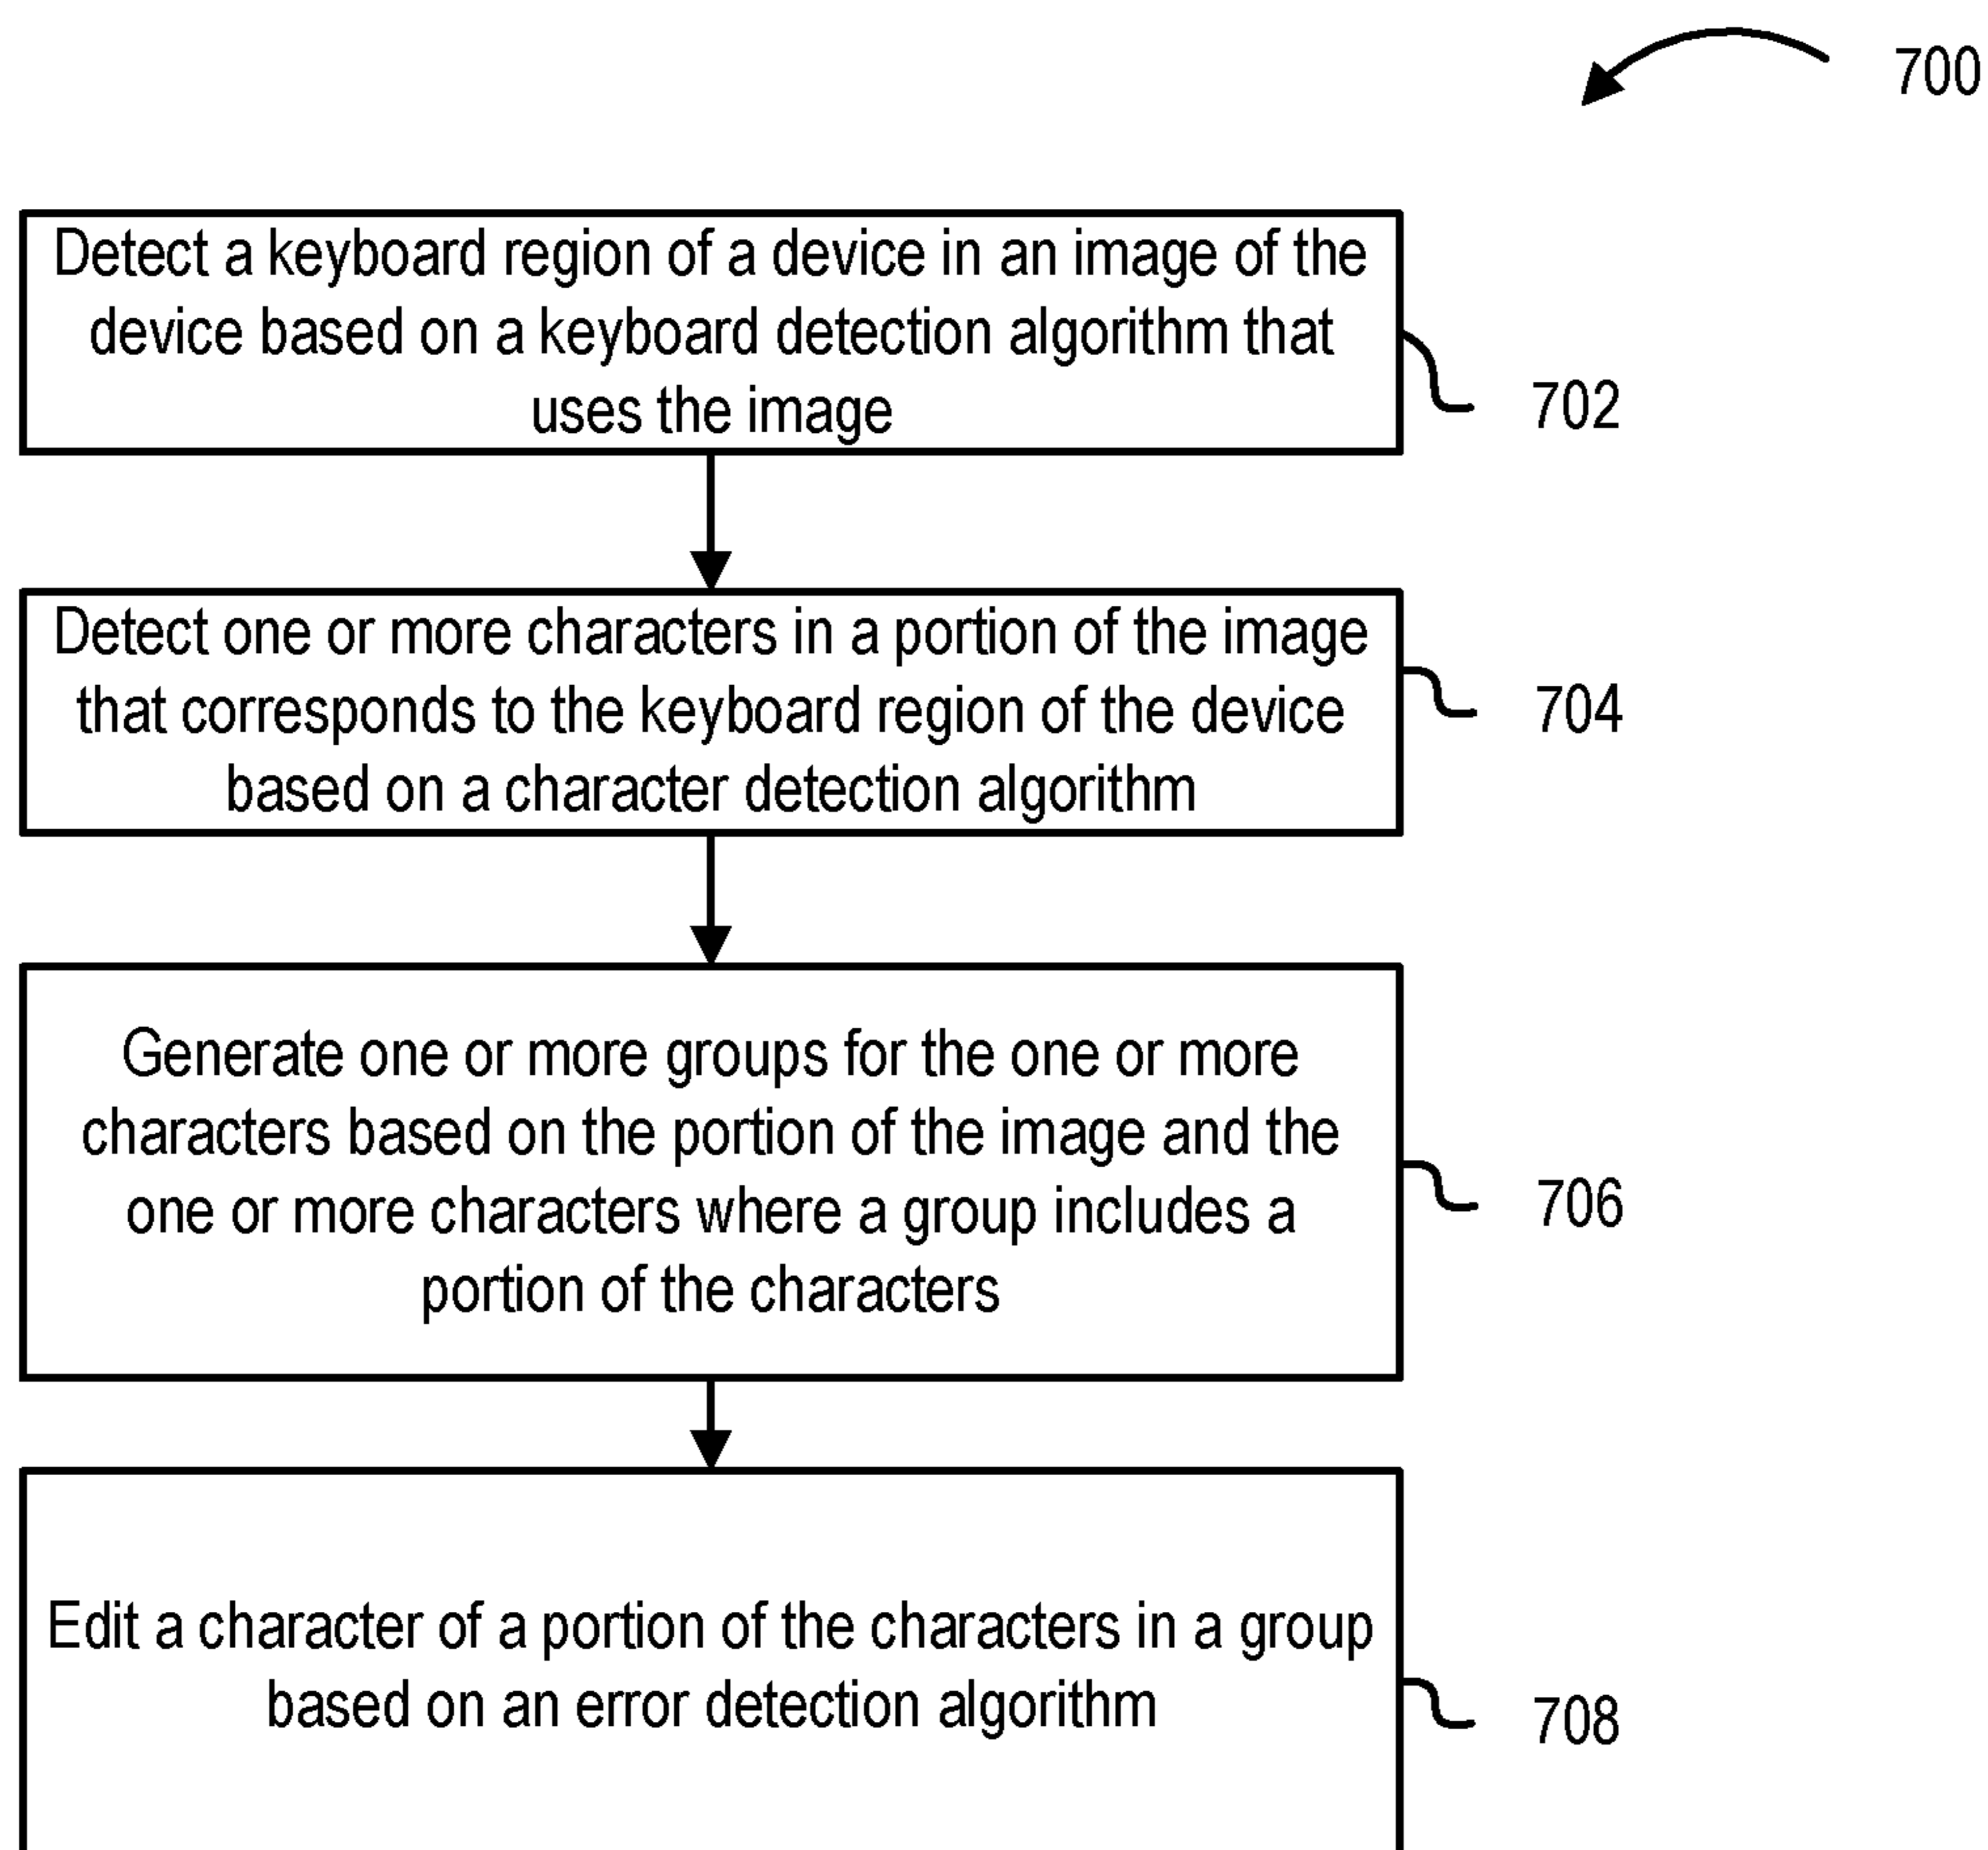 700
Detect a keyboard region of a device in an image of the
device based on a keyboard detection algorithm that
uses the image
702
Detect one or more characters in a portion of the image
that corresponds to the keyboard region of the device
based on a character detection algorithm
704
Generate one or more groups for the one or more
characters based on the portion of the image and the
one or more characters where a group includes a
portion of the characters
706
Edit a character of a portion of the characters in a group
based on an error detection algorithm
708